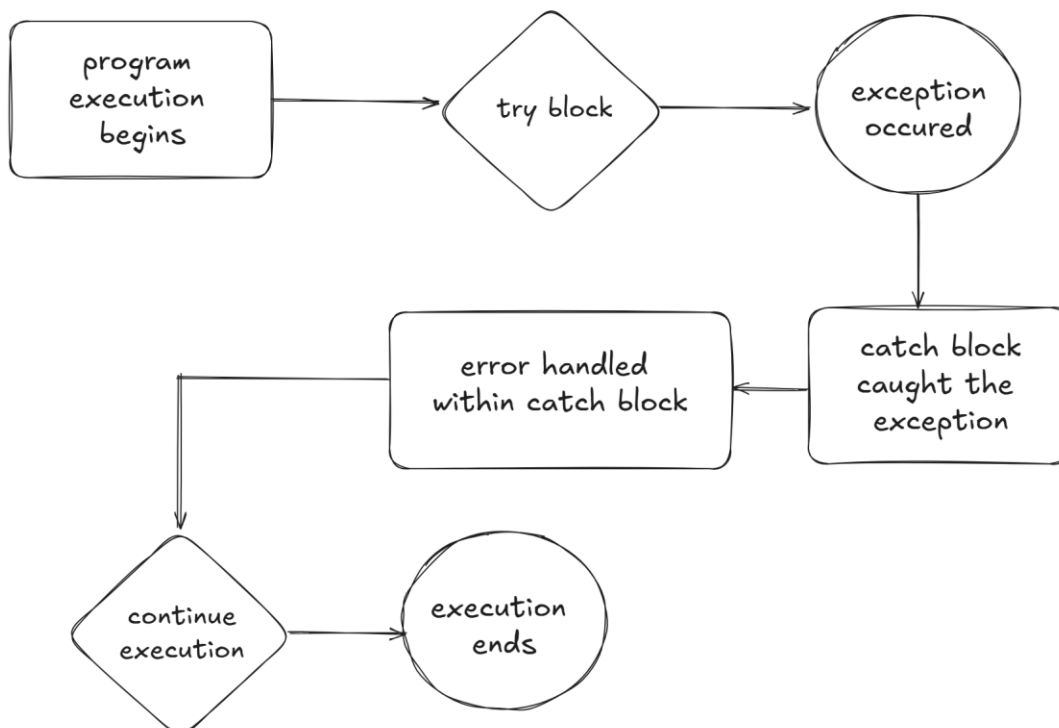 program
execution
begins
try block
exception
occured
catch block
caught the
exception
error handled
within catch block
continue
execution
execution
ends